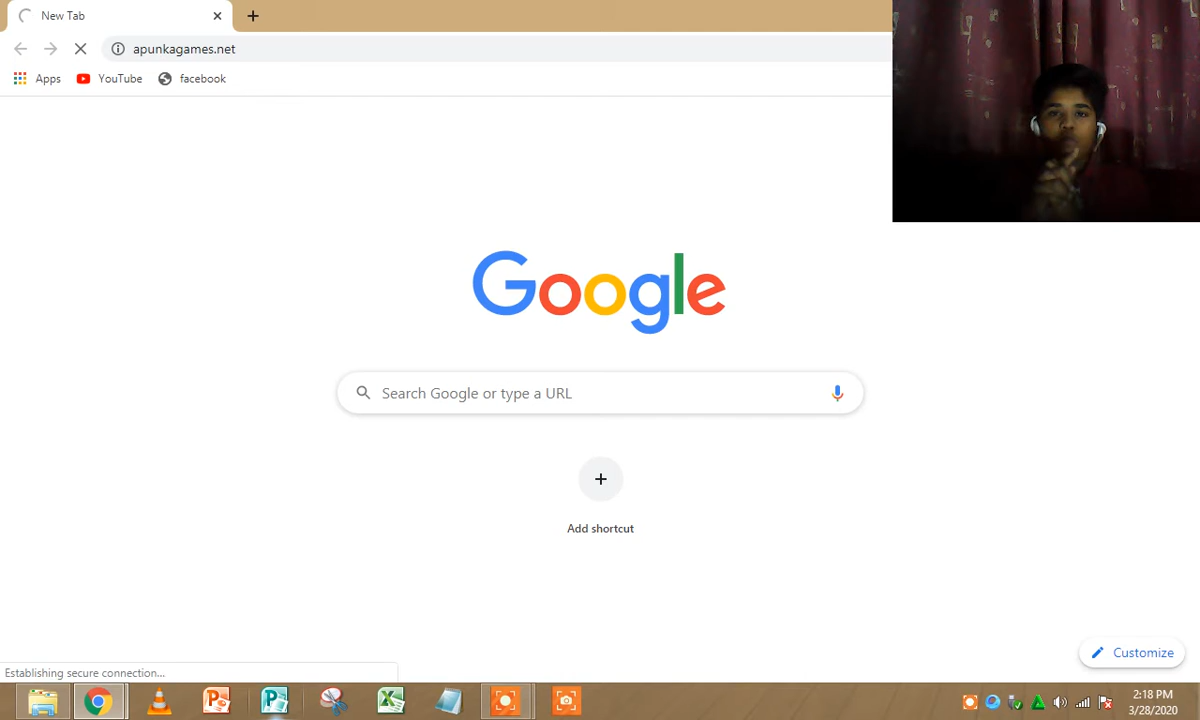 New Tab
apunkagames.net
Apps YouTube facebook
Google
Search Google or type a URL
Add shortcut
Customize
Establishing secure connection...
2:18 PM
3/28/2020